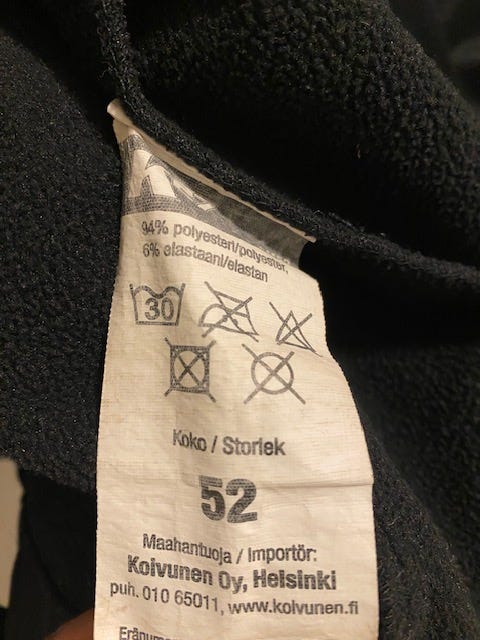 94% polyesteri/polyester,
6% elastaani/elastan
30
Koko / Storlek
52
Maahantuoja / Importör:
Koivunen Oy, Helsinki
puh. 010 65011, www.koivunen.fi